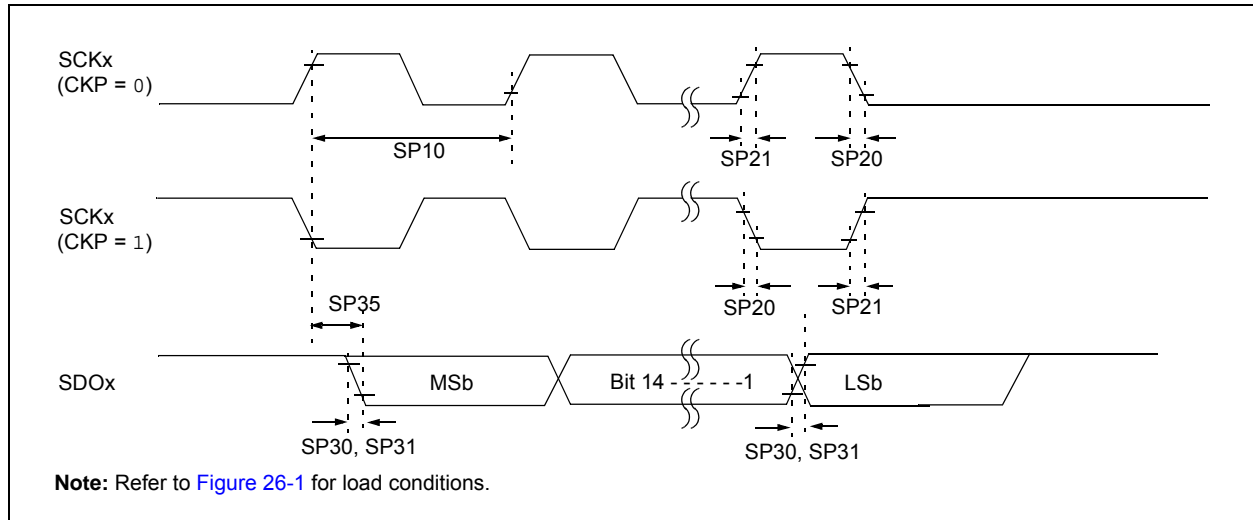 SCKx
(CKP = 0)
SP10
SP21
SP20
SCKx
(CKP = 1)
SP35
SP20
SP21
SDOx
MSb
Bit 14 - - - - - -1
LSb
SP30, SP31
SP30, SP31
Note: Refer to Figure 26-1 for load conditions.